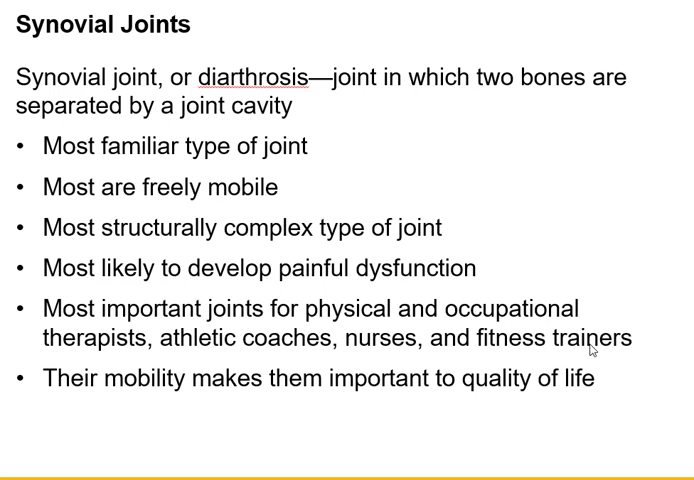 Synovial Joints
Synovial joint, or diarthrosis—joint in which two bones are
separated by a joint cavity
• Most familiar type of joint
• Most are freely mobile
• Most structurally complex type of joint
• Most likely to develop painful dysfunction
• Most important joints for physical and occupational
therapists, athletic coaches, nurses, and fitness trainers
• Their mobility makes them important to quality of life